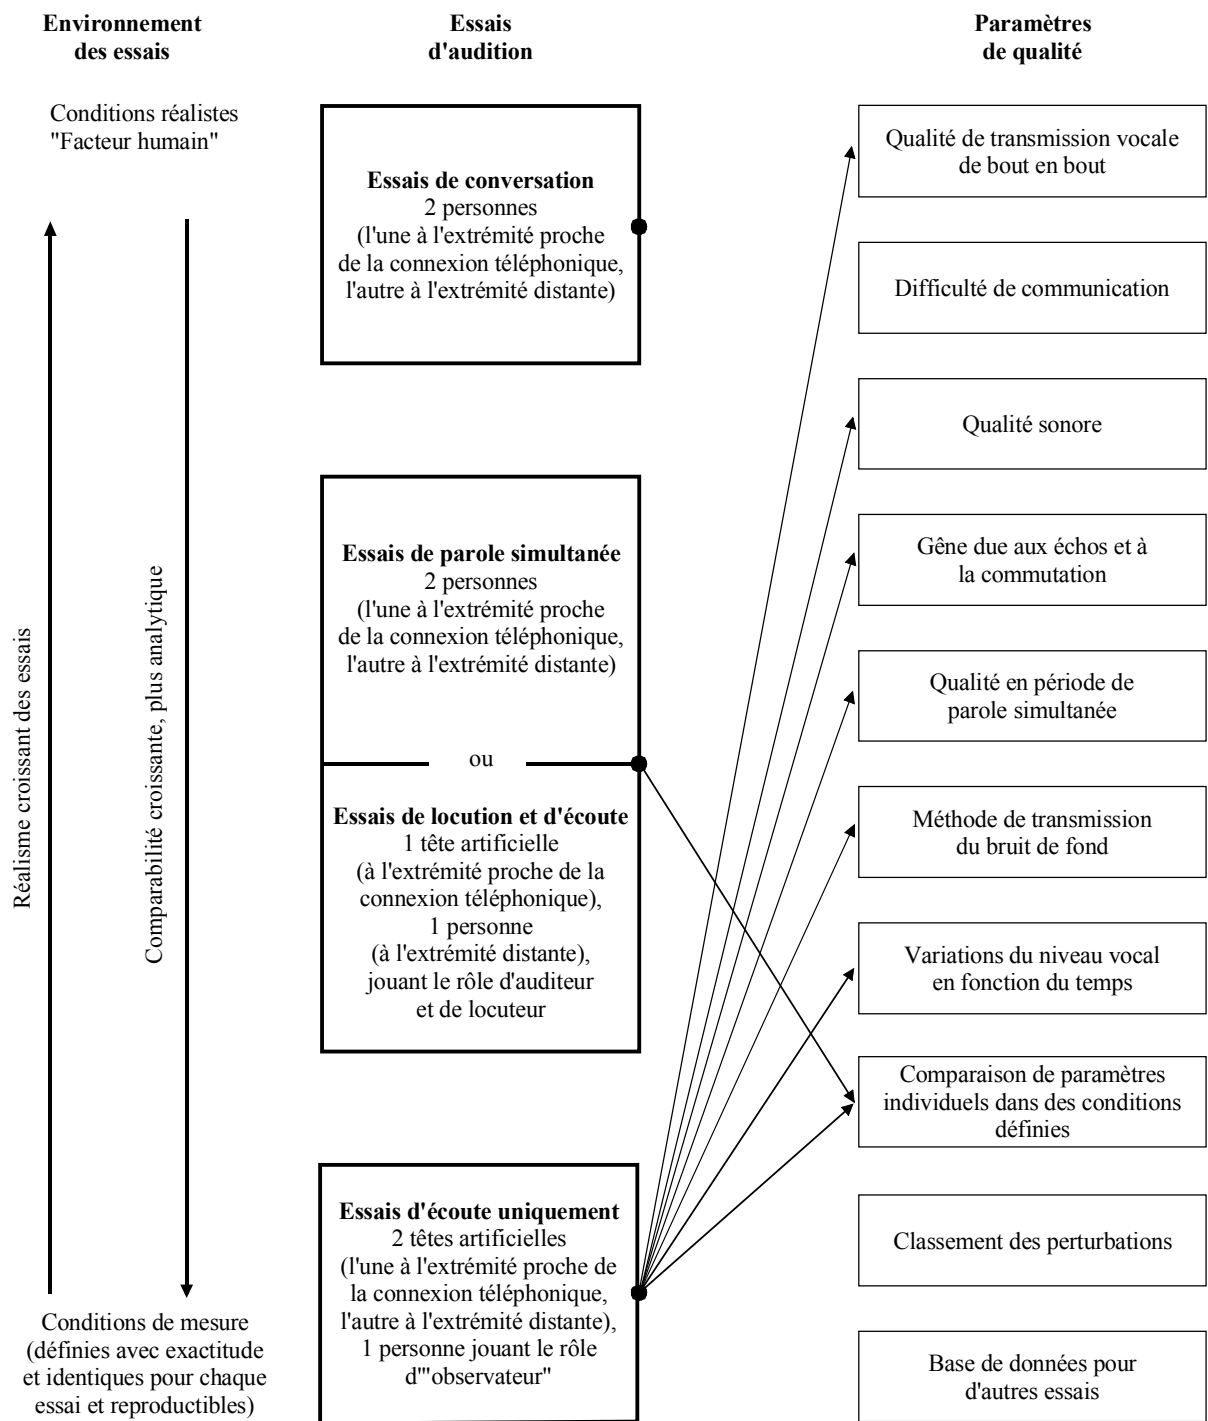 Environnement
des essais
Essais
d'audition
Paramètres
de qualité
Conditions réalistes
"Facteur humain"
Réalisme croissant des essais
Comparabilité croissante, plus analytique
Conditions de mesure
(définies avec exactitude
et identiques pour chaque
essai et reproductibles)
Essais de conversation
2 personnes
(l'une à l'extrémité proche
de la connexion téléphonique,
l'autre à l'extrémité distante)
Essais de parole simultanée
2 personnes
(l'une à l'extrémité proche
de la connexion téléphonique,
l'autre à l'extrémité distante)
ou
Essais de locution et d'écoute
1 tête artificielle
(à l'extrémité proche de la
connexion téléphonique),
1 personne
(à l'extrémité distante),
jouant le rôle d'auditeur
et de locuteur
Essais d'écoute uniquement
2 têtes artificielles
(l'une à l'extrémité proche de
la connexion téléphonique,
l'autre à l'extrémité distante),
1 personne jouant le rôle
d'"observateur"
Qualité de transmission vocale
de bout en bout
Difficulté de communication
Qualité sonore
Gêne due aux échos et à
la commutation
Qualité en période de
parole simultanée
Méthode de transmission
du bruit de fond
Variations du niveau vocal
en fonction du temps
Comparaison de paramètres
individuels dans des conditions
définies
Classement des perturbations
Base de données pour
d'autres essais